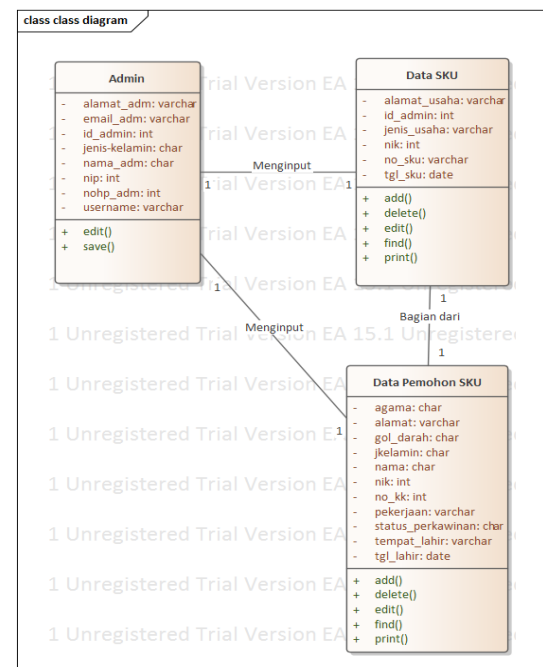 class class diagram
Admin
- alamat_adm: varchar
- email_adm: varchar
- id_admin: int
- jenis-kelamin: char
- nama_adm: char
- nip: int
- nohp_adm: int
- username: varchar
+ edit()
+ save()
Data SKU
- alamat_usaha: varchar
- id_admin: int
- jenis_usaha: varchar
- nik: int
- no_sku: varchar
- tgl_sku: date
+ add()
+ delete()
+ edit()
+ find()
+ print()
Menginput
1
1
1
Menginput
1
1
Bagian dari
1
Data Pemohon SKU
- agama: char
- alamat: varchar
- gol_darah: char
- jkelamin: char
- nama: char
- nik: int
- no_kk: int
- pekerjaan: varchar
- status_perkawinan: char
- tempat_lahir: varchar
- tgl_lahir: date
+ add()
+ delete()
+ edit()
+ find()
+ print()
1 Unregistered Trial Version EA 15.1 Unregistered
1 Unregistered Trial Version EA
1 Unregistered Trial Version EA
1 Unregistered Trial Version EA
1 Unregistered Trial Version EA
1 Unregistered Trial Version EA
1 Unregistered Trial Version EA